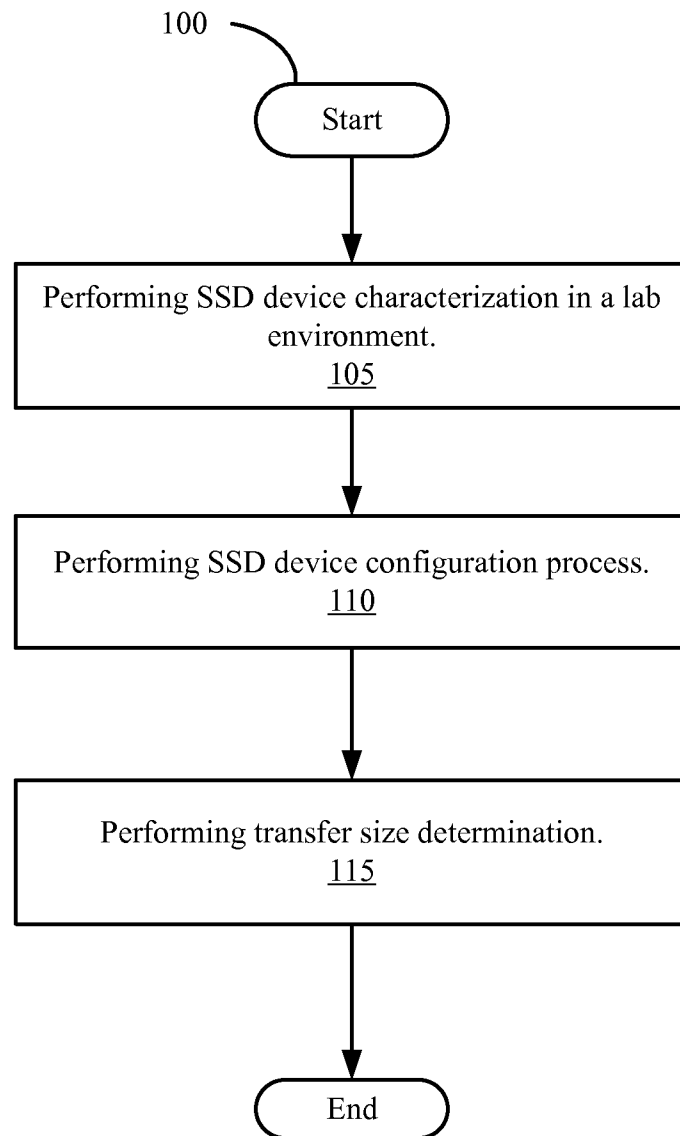 100
Start
Performing SSD device characterization in a lab
environment.
105
Performing SSD device configuration process.
110
Performing transfer size determination.
115
End